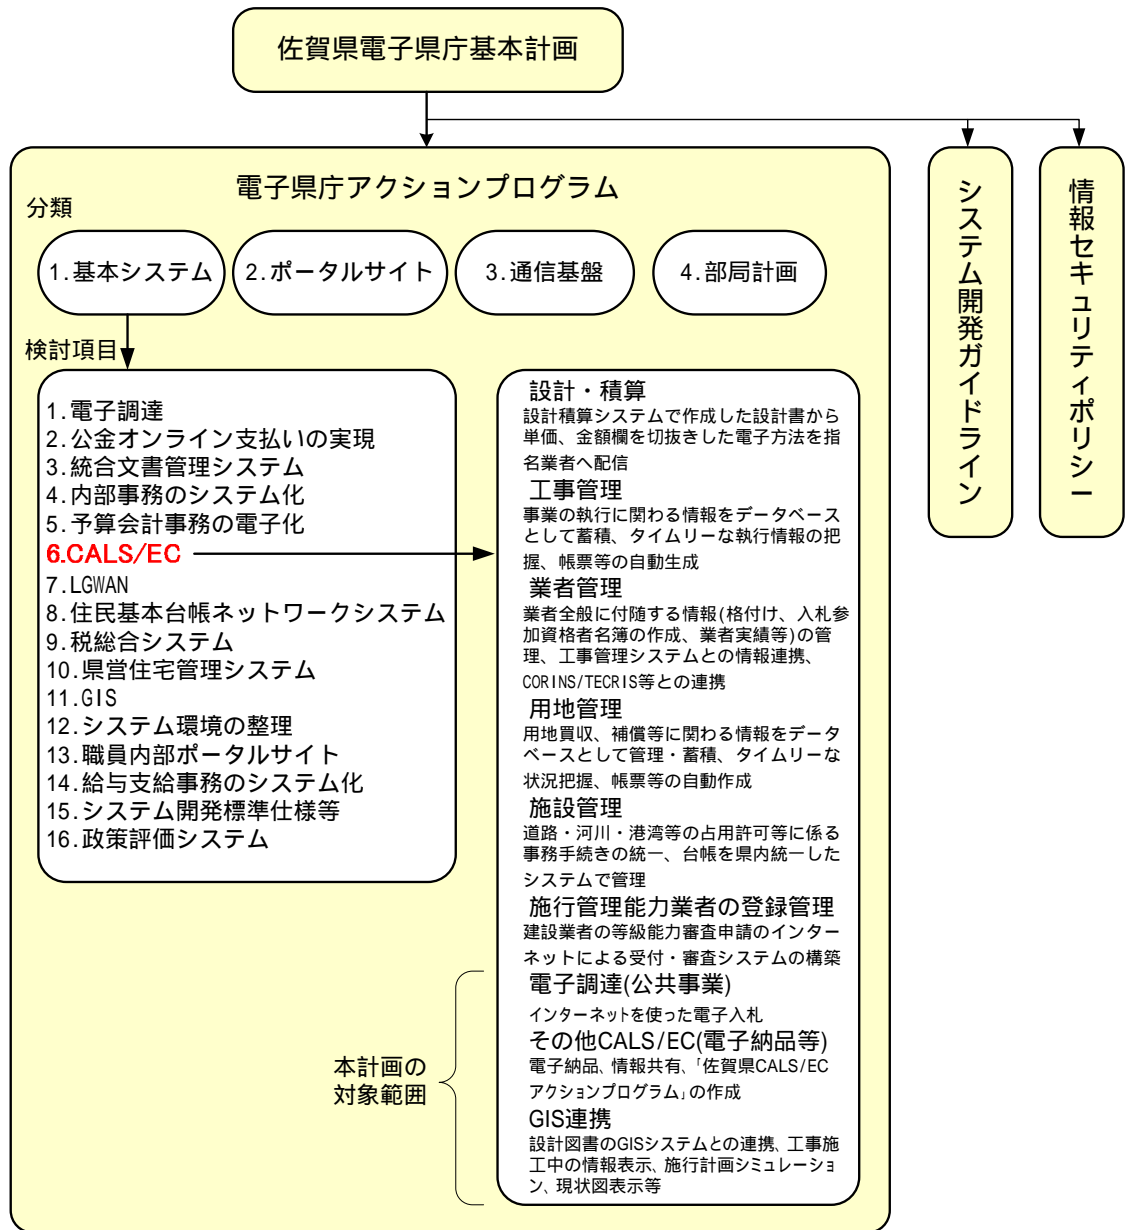 佐賀県電子県庁基本計画
電子県庁アクションプログラム
分類
1.基本システム
2.ポータルサイト
3.通信基盤
4.部局計画
検討項目
1.電子調達
2.公金オンライン支払いの実現
3.統合文書管理システム
4.内部事務のシステム化
5.予算会計事務の電子化
6.CALS/EC
7.LGWAN
8.住民基本台帳ネットワークシステム
9.税総合システム
10.県営住宅管理システム
11.GIS
12.システム環境の整理
13.職員内部ポータルサイト
14.給与支給事務のシステム化
15.システム開発標準仕様等
16.政策評価システム
設計・積算
設計積算システムで作成した設計書から
単価、金額欄を切抜きした電子方法を指
名業者へ配信
工事管理
事業の執行に関わる情報をデータベース
として蓄積、タイムリーな執行情報の把
握、帳票等の自動生成
業者管理
業者全般に付随する情報(格付け、入札参
加資格者名簿の作成、業者実績等)の管
理、工事管理システムとの情報連携、
CORINS/TECRIS等との連携
用地管理
用地買収、補償等に関わる情報をデータ
ベースとして管理・蓄積、タイムリーな
状況把握、帳票等の自動作成
施設管理
道路・河川・港湾等の占用許可等に係る
事務手続きの統一、台帳を県内統一した
システムで管理
施行管理能力業者の登録管理
建設業者の等級能力審査申請のインター
ネットによる受付・審査システムの構築
電子調達(公共事業)
インターネットを使った電子入札
その他CALS/EC(電子納品等)
電子納品、情報共有、「佐賀県CALS/EC
アクションプログラム」の作成
GIS連携
設計図書のGISシステムとの連携、工事施
工中の情報表示、施行計画シミュレーショ
ン、現状図表示等
本計画の
対象範囲
システム開発ガイドライン
情報セキュリティポリシー